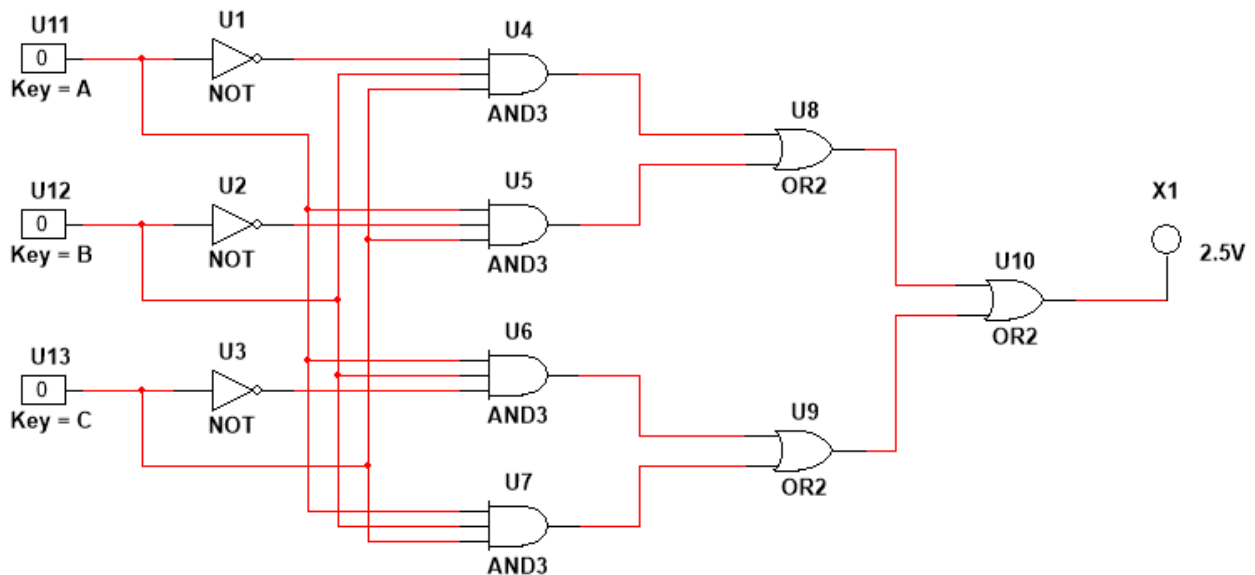 U11
0
Key = A
U1
NOT
U4
AND3
U8
OR2
U12
0
Key = B
U2
NOT
U5
AND3
X1
2.5V
U10
OR2
U13
0
Key = C
U3
NOT
U6
AND3
U9
OR2
U7
AND3